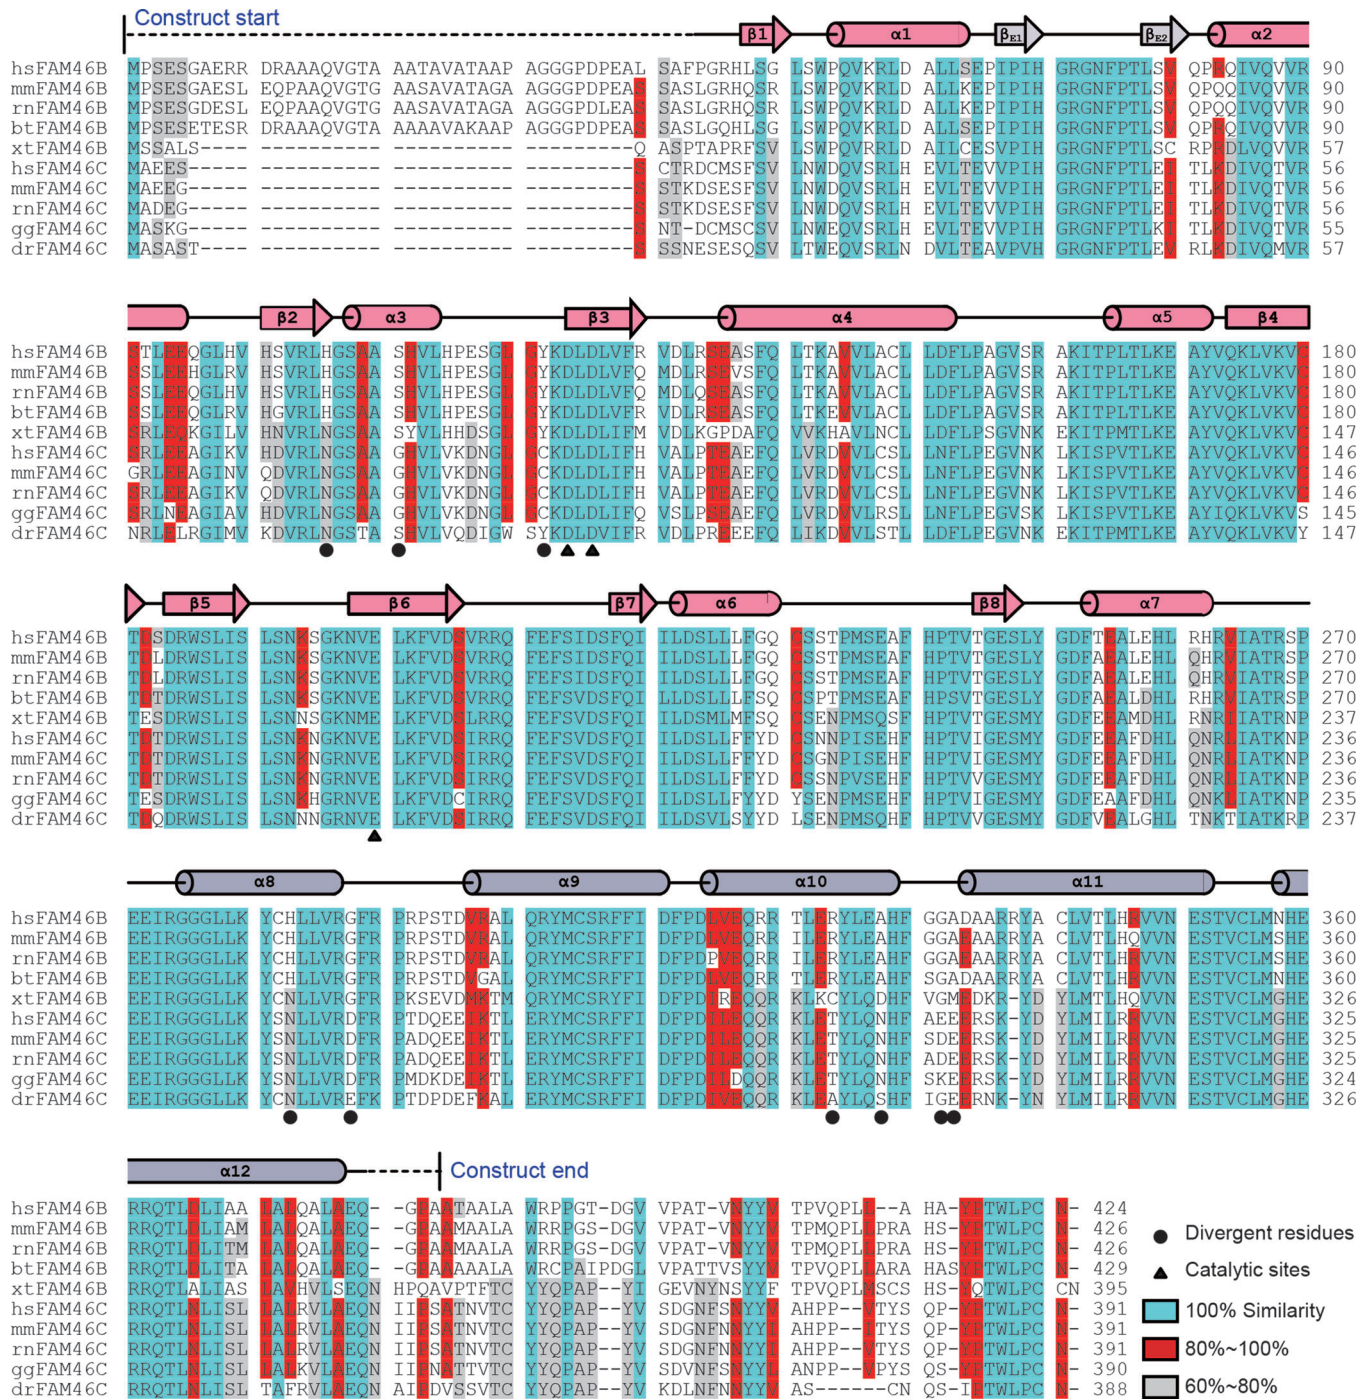 Construct start
β1 α1 βE1 βE2 α2
hsFAM46B MPSESGAERR DRAAAQVGTA AATAVATAAP AGGGPDPEAL SAFPGRHLSG LSWPQVKRLD ALLSEPIPIH GRGNFPTLSV QPRQIVQVVR 90
mmFAM46B MPSESGAESL EQPAAQVGTG AASAVATAGA AGGGPDPEAS SASLGRHQSR LSWPQVKRLD ALLKEPIPIH GRGNFPTLSV QPQQIVQVVR 90
rnFAM46B MPSESGDESL EQPAAQVGTG AASAVATAGA AGGGPDLEAS SASLGRHQSR LSWPQVKRLD ALLKEPIPIH GRGNFPTLSV QPQQIVQVVR 90
btFAM46B MPSESETESR DRAAAQVGTA AAAAVAKAAP AGGGPDPEAS SASLGQHLSG LSWPQVKRLD ALLSEPIPIH GRGNFPTLSV QPRQIVQVVR 90
xtFAM46B MSSALS---- ---------- ---------- ---------Q ASPTAPRFSV LSWPQVKRLD AILCESVPIH GRGNFPTLSC RPRDLVQVVR 57
hsFAM46C MAEES----- ---------- ---------- ---------S CTRDCMSFSV LNWDQVSRLH EVLTEVVPIH GRGNFPTLEI TLKDIVQTVR 56
mmFAM46C MAEEG----- ---------- ---------- ---------S STKDSESFSV LNWDQVSRLH EVLTEVVPIH GRGNFPTLEI TLKDIVQTVR 56
rnFAM46C MADEG----- ---------- ---------- ---------S STKDSESFSV LNWDQVSRLH EVLTEVVPIH GRGNFPTLEI TLKDIVQTVR 56
ggFAM46C MASKG----- ---------- ---------- ---------S NT-DCMSCSV LNWEQVSRLH EVLTEVVPIH GRGNFPTLKI TLKDIVQTVR 55
drFAM46C MASAST---- ---------- ---------- ---------S SSNESESQSV LTWEQVSRLN DVLTEAVPVH GRGNFPTLEV RLKDIVQMVR 57
β2 α3 β3 α4 α5 β4
hsFAM46B STLEEQGLHV HSVRLHGSAA SHVLHPESGL GYKDLDLVFR VDLRSEASFQ LTKAVVLACL LDFLPAGVSR AKITPLTLKE AYVQKLVKVC 180
mmFAM46B SSLEEHGLRV HSVRLHGSAA SHVLHPESGL GYKDLDLVFQ MDLRSEVSFQ LTKAVVLACL LDFLPAGVSR AKITPLTLKE AYVQKLVKVC 180
rnFAM46B SSLEEQGLHV HSVRLHGSAA SHVLHPESGL GYKDLDLVFQ MDLQSEASFQ LTKAVVLACL LDFLPAGVSR AKITPLTLKE AYVQKLVKVC 180
btFAM46B SSLEEQGLRV HGVRLHGSAA SHVLHPESGL GYKDLDLVFR VDLRSEASFQ LTKEVVLACL LDFLPAGVSR AKITPLTLKE AYVQKLVKVC 180
xtFAM46B SRLEQKGILV HNVRLNGSAA SYVLHHDSGL GYKDLDLIFM VDLKGPDAFQ VVKHAVLNCL LDFLPSGVNK EKITPMTLKE AYVQKLVKVC 147
hsFAM46C SRLEEAGIKV HDVRLNGSAA GHVLVKDNGL GCKDLDLIFH VALPTEAEFQ LVRDVVLCSL LNFLPEGVNK LKISPVTLKE AYVQKLVKVC 146
mmFAM46C GRLEEAGINV QDVRLNGSAA GHVLVKDNGL GCKDLDLIFH VALPTEAEFQ LVRDVVLCSL LNFLPEGVNK LKISPVTLKE AYVQKLVKVC 146
rnFAM46C SRLEEAGIKV QDVRLNGSAA GHVLVKDNGL GCKDLDLIFH VALPTEAEFQ LVRDVVLRSL LNFLPEGVNK LKISPVTLKE AYVQKLVKVC 146
ggFAM46C SRLNEAGIAV HDVRLNGSAA GHVLVKDNGL GCKDLDLIFQ VSLPSEAEFQ LVRDVVLCSL LNFLPEGVNK LKISPVTLKE AYIQKLVKVS 145
drFAM46C NRLELRGMKV KDVRLNGSTA SHVLVQDIGW SYKDLDVIFR VDLPREEEFQ LIKDVVLSTL LDFLPEGVNK EKITPMTLKE AYVQKLVKVY 147
β5 β6 β7 α6 β8 α7
hsFAM46B TDSDRWSLIS LSNKSGKNVE LKFVDSVRRQ FEFSIDSFQI ILDSLLLFGQ CSSTPMSEAF HPTVTGESLY GDFTEALEHL RHRVIATRSP 270
mmFAM46B TDLDRWSLIS LSNKSGKNVE LKFVDSVRRQ FEFSIDSFQI ILDSLLLFGQ CSSTPMSEAF HPTVTGESLY GDFAEALEHL QHRVIATRSP 270
rnFAM46B TDLDRWSLIS LSNKSGKNVE LKFVDSVRRQ FEFSIDSFQI ILDSLLLFGQ CSSTPMSEAF HPTVTGESLY GDFAEALEHL QHRVIATRSP 270
btFAM46B TDTDRWSLIS LSNKSGKNVE LKFVDSVRRQ FEFSIDSFQI ILDSLLLFSQ CSPTPMSEAF HPSVTGESLY GDFAEALDHL RHRVIATRSP 270
xtFAM46B TESDRWSLIS LSNNSGKNME LKFVDSLRRQ FEFSVDSFQI ILDSMLMFSQ CSENPMSQSF HPTVTGESMY GDFEEAMDHL RNRIIATRNP 237
hsFAM46C TDTDRWSLIS LSNKNGRNVE LKFVDSIRRQ FEFSVDSFQI ILDSLLFFYD CSNNPISEHF HPTVIGESMY GDFEEAFDHL QNRLIATKNP 236
mmFAM46C TDTDRWSLIS LSNKNGRNVE LKFVDSIRRQ FEFSVDSFQI ILDSLLFFYD CSGNPISEHF HPTVIGESMY GDFEEAFDHL QNRLIATKNP 236
rnFAM46C TDTDRWSLIS LSNKNGRNVE LKFVDSIRRQ FEFSVDSFQI ILDSLLFFYD CSNNPISEHF HPTVIGESMY GDFEEAFDHL QNRLIATKNP 236
ggFAM46C TESDRWSLIS LSNKHGRNVE LKFVDCIRRQ FEFSVDSFQI ILDSLLFYYD YSENPMSEHF HPTVIGESMY GDFEAAFDHL QNKLIATKNP 235
drFAM46C TDQDRWSLIS LSNNNGRNVE LKFVDSIRRQ FEFSVDSFQI ILDSVLSYYD LSENPMSQHF HPTVVGESMY GDFVEALGHL TNKTIATKRP 237
α8 α9 α10 α11
hsFAM46B EEIRGGGLLK YCHLLVRGFR PRPSTDVRAL QRYMCSRFFI DFPDLVEQRR TLERYLEAHF GGADAARRYA CLVTLHRVVN ESTVCLMNHE 360
mmFAM46B EEIRGGGLLK YCHLLVRGFR PRPSTDVRAL QRYMCSRFFI DFPDLVEQRR ILERYLEAHF GGAEAARRYA CLVTLHQVVN ESTVCLMSHE 360
rnFAM46B EEIRGGGLLK YCHLLVRGFR PRPSTDVRAL QRYMCSRFFI DFPDPVEQRR ILERYLEAHF GGAEAARRYA CLVTLHRVVN ESTVCLMSHE 360
btFAM46B EEIRGGGLLK YCHLLVRGFR PRPSTDVGAL QRYMCSRFFI DFPDLVEQRR TLERYLEAHF SGADAARRYA CLVTLHRVVN ESTVCLMNHE 360
xtFAM46B EEIRGGGLLK YCNLLVRGFR PKSEVDMKTM QRYMCSRYFI DFPDIREQQR KLKCYLQDHF VGMEDKR-YD YLMTLHQVVN ESTVCLMGHE 326
hsFAM46C EEIRGGGLLK YSNLLVRDFR PTDQEEIKTL ERYMCSRFFI DFPDILEQQR KLETYLQNHF AEEERSK-YD YLMILRRVVN ESTVCLMGHE 325
mmFAM46C EEIRGGGLLK YSNLLVRDFR PADQEEIKTL ERYMCSRFFI DFPDILEQQR KLETYLQNHF SDEERSK-YD YLMILRRVVN ESTVCLMGHE 325
rnFAM46C EEIRGGGLLK YSNLLVRDFR PADQEEIKTL ERYMCSRFFI DFPDILEQQR KLETYLQNHF ADEERSK-YD YLMILRRVVN ESTVCLMGHE 325
ggFAM46C EEIRGGGLLK YSNLLVRDFR PMDKDEIKTL ERYMCSRFFI DFPDILDQQR KLETYLQNHF SKEERSK-YD YLMILRRVVN ESTVCLMGHE 324
drFAM46C EEIRGGGLLK YCNLLVREFK PTDPDEFKAL ERYMCSRFFI DFPDIVEQQR KLEAYLQSHF IGEERNK-YN YLMILRRVVN ESTVCLMGHE 326
α12 Construct end
hsFAM46B RRQTLDLIAA LALQALAEQ- -GPAATAALA WRPPGT-DGV VPAT-VNYYV TPVQPLL--A HA-YPTWLPC N- 424
mmFAM46B RRQTLDLIAM LALQALAEQ- -GPAAMAALA WRRPGS-DGV VPAT-VNYYV TPMQPLLPRA HS-YPTWLPC N- 426
rnFAM46B RRQTLDLITM LALQALAEQ- -GPAAMAALA WRRPGS-DGV VPAT-VNYYV TPMQPLLPRA HS-YPTWLPC N- 426
btFAM46B RRQTLDLITA LALQALAEQ- -GPAAAAALA WRCPAIPDGL VPATTVSYYV TPVQPLLARA HASYPTWLPC N- 430
xtFAM46B RRQTLALIAS LAVHVLSEQN HPQAVPTFTC YYQPAP-YIG EVNYNSYYF TPVQPLMSCS HS-YQTWLPC CN 395
hsFAM46C RRQTLNLISL LALRVLAEQN IIPSATNVTC YYQPAP--YV SDGNFSNYYV AHPP--VTYS QP-YPTWLPC N- 391
mmFAM46C RRQTLNLISL LALRVLAEQN IIPSATNVTC YYQPAP--YV SDGNFNNYYI AHPP--ITYS QP-YPTWLPC N- 391
rnFAM46C RRQTLNLISL LALRVLAEQN IIPSATNVTC YYQPAP--YV SDGNFNNYYI AHPP--VTYS QP-YPTWLPC N- 391
ggFAM46C RRQTLNLISL LALKVLAEQN IIPNATTVTC YYQPAP--YV SDVNFSNYYL ANPP--VPYS QS-YPTWLPC N- 390
drFAM46C RRQTLNLISL TAFRVLAEQN AIPDVSSVTC YYQPAP--YV KDLNFNNYYV AS------CN QS-IPTWLPC N- 388
Divergent residues
Catalytic sites
100% Similarity
80%~100%
60%~80%